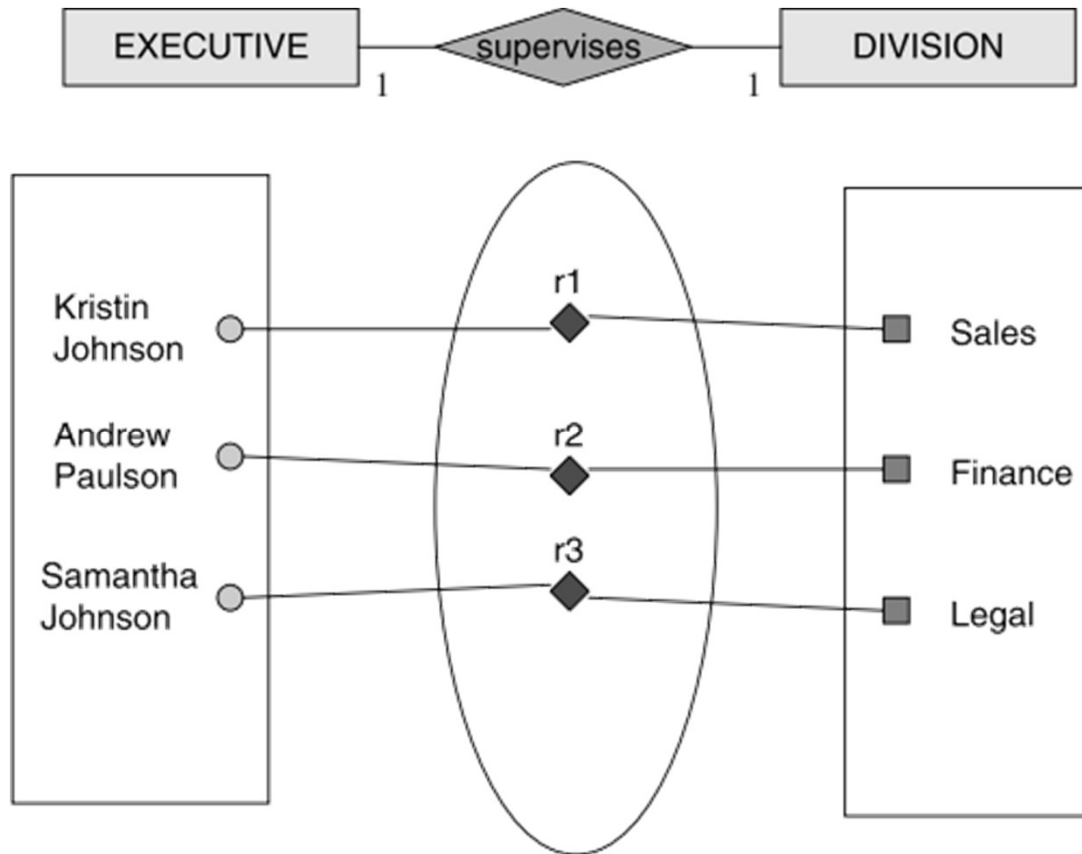 EXECUTIVE
supervises
DIVISION
1
1
r1
Kristin
Johnson
Sales
Andrew
Paulson
r2
Finance
r3
Samantha
Johnson
Legal